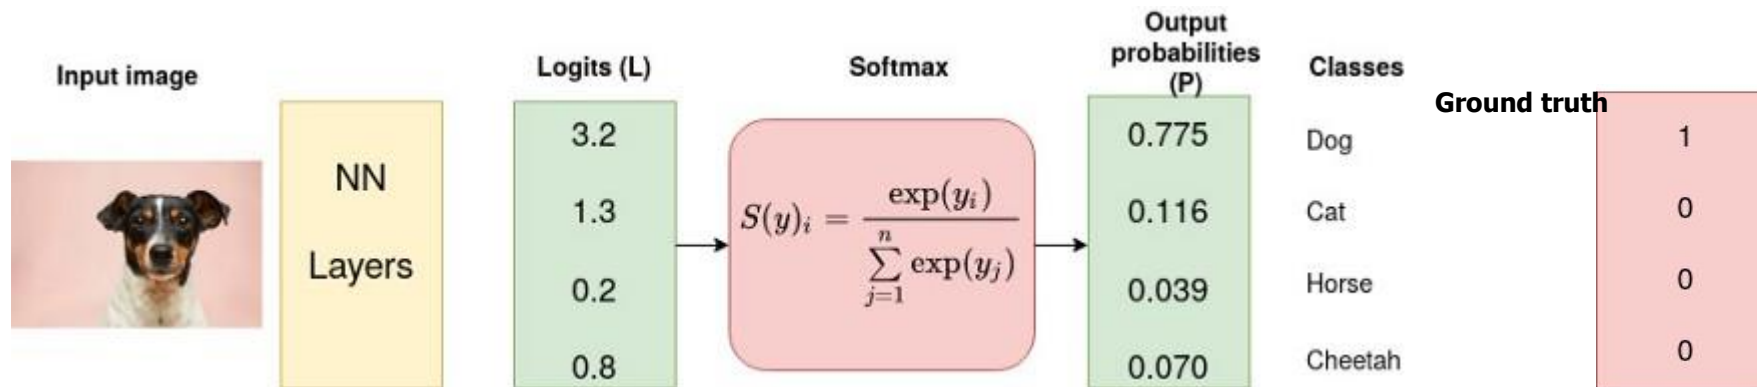 Input image
NN
Layers
Logits (L)
3.2
1.3
0.2
0.8
Softmax
S(y)_i = exp(y_i) / \sum_{j=1}^{n} exp(y_j)
Output
probabilities
(P)
0.775
0.116
0.039
0.070
Classes
Dog
Cat
Horse
Cheetah
Ground truth
1
0
0
0